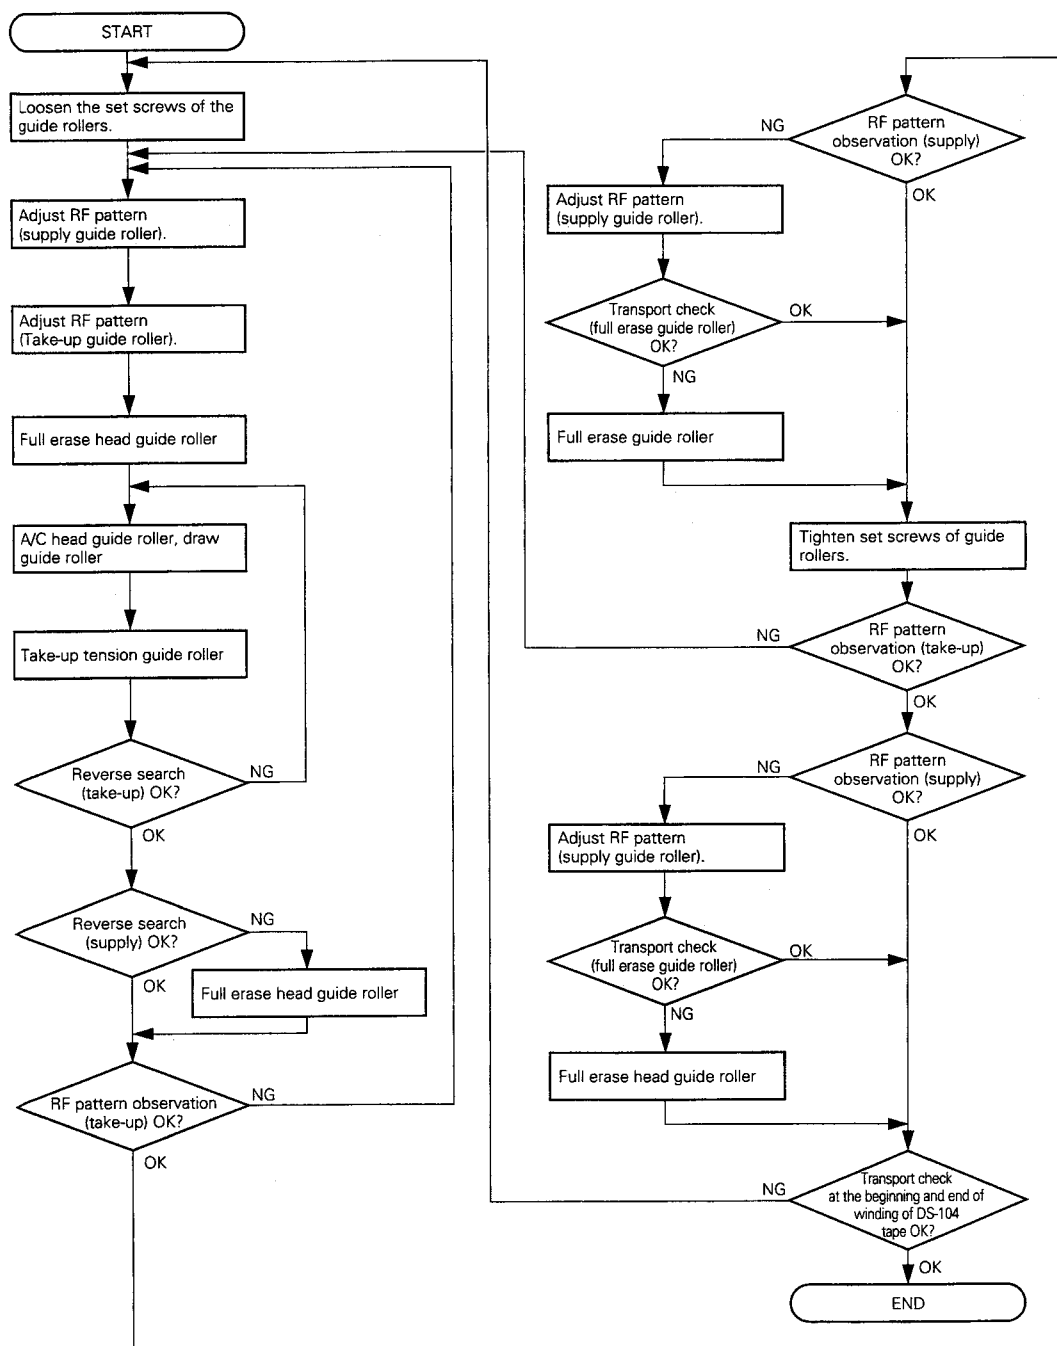 START
Loosen the set screws of the
guide rollers.
Adjust RF pattern
(supply guide roller).
Adjust RF pattern
(Take-up guide roller).
Full erase head guide roller
A/C head guide roller, draw
guide roller
Take-up tension guide roller
Reverse search
(take-up) OK?
NG
OK
Reverse search
(supply) OK?
NG
OK
Full erase head guide roller
RF pattern observation
(take-up) OK?
NG
OK
RF pattern
observation (supply)
OK?
NG
OK
Adjust RF pattern
(supply guide roller).
Transport check
(full erase guide roller)
OK?
OK
NG
Full erase guide roller
Tighten set screws of guide
rollers.
RF pattern
observation (take-up)
OK?
NG
OK
RF pattern
observation (supply)
OK?
NG
OK
Adjust RF pattern
(supply guide roller).
Transport check
(full erase guide roller)
OK?
OK
NG
Full erase head guide roller
Transport check
at the beginning and end of
winding of DS-104
tape OK?
NG
OK
END